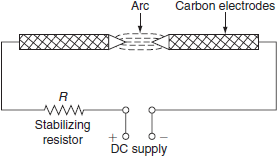 Arc
Carbon electrodes
R
Stabilizing
resistor
+ −
DC supply